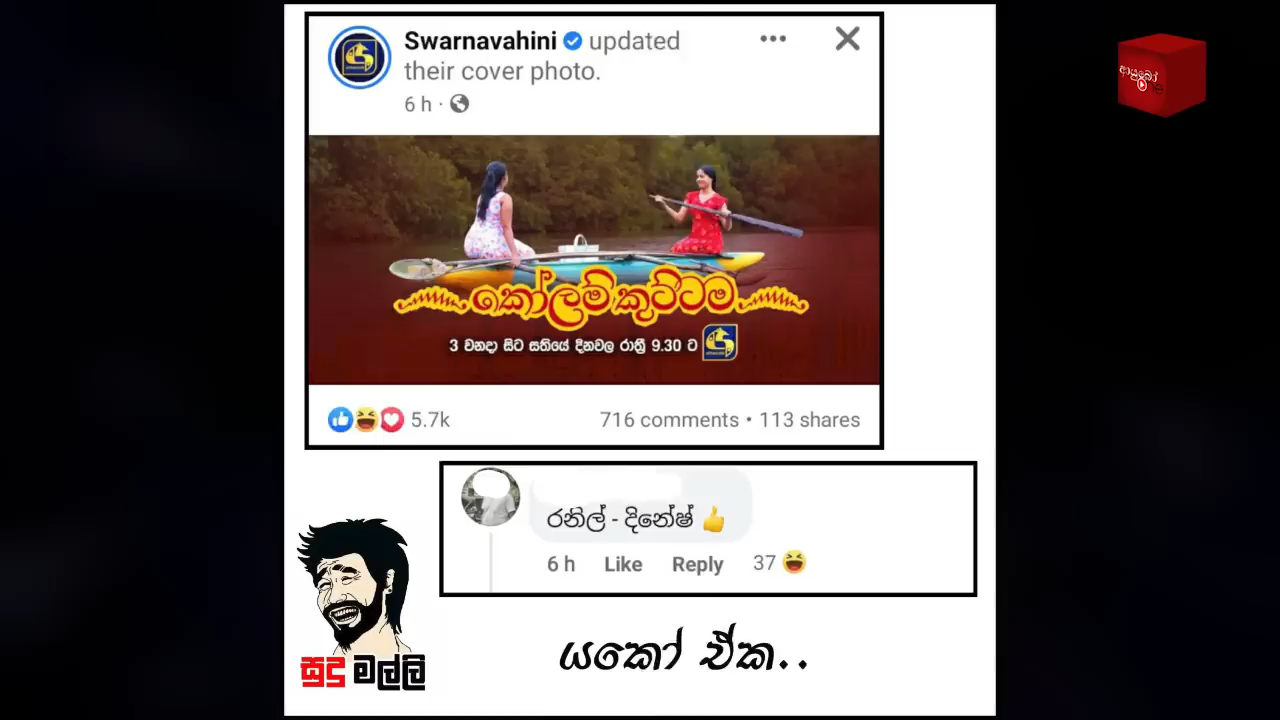 Swarnavahini updated
their cover photo.
6 h ·
කෝලම් කුට්ටම
3 වනදා සිට සතියේ දිනවල රාත්‍රී 9.30 ට
5.7k 716 comments • 113 shares
රනිල් - දිනේෂ් 👍
6 h Like Reply 37 😆
සුදු මල්ලි
යකෝ ඒක..